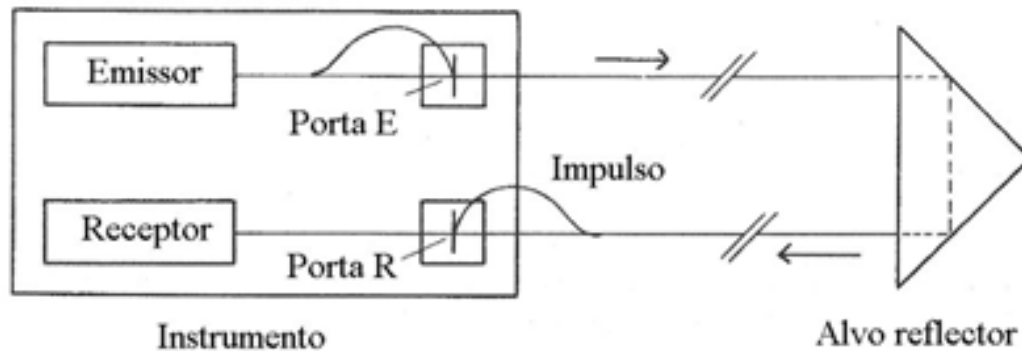 Emissor
Porta E
Impulso
Receptor
Porta R
Instrumento
Alvo reflector